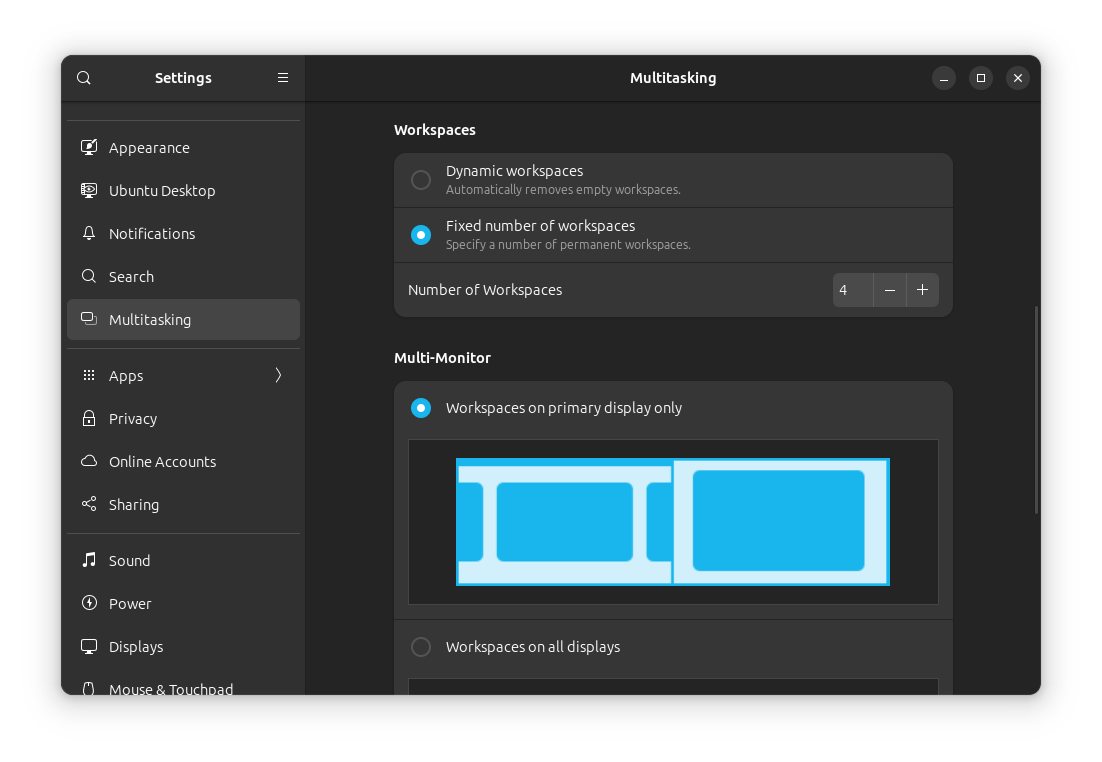 Settings
Appearance
Ubuntu Desktop
Notifications
Search
Multitasking
Apps
Privacy
Online Accounts
Sharing
Sound
Power
Displays
Mouse & Touchpad
Multitasking
Workspaces
Dynamic workspaces
Automatically removes empty workspaces.
Fixed number of workspaces
Specify a number of permanent workspaces.
Number of Workspaces
4
Multi-Monitor
Workspaces on primary display only
Workspaces on all displays